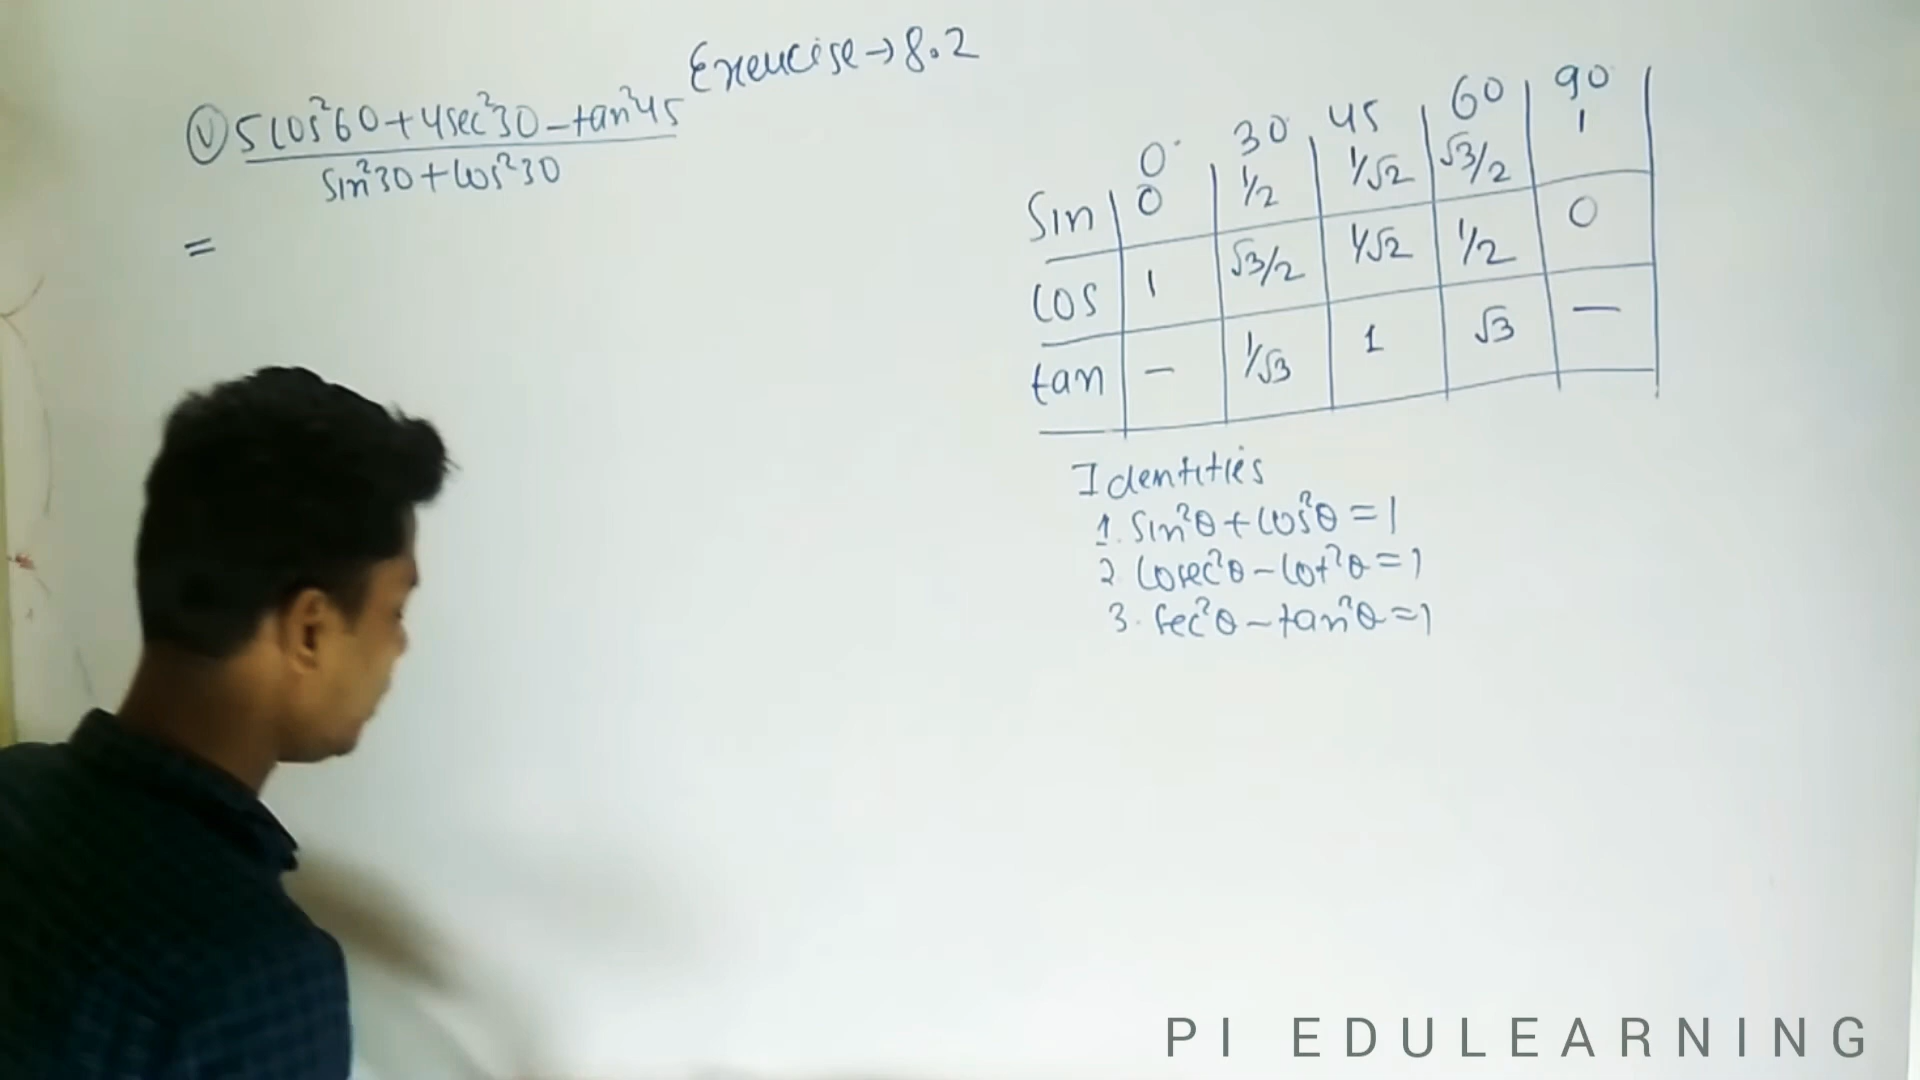 Exercise → 8.2
(v) 5cos²60 + 4sec²30 - tan²45
sin²30 + cos²30
=
0° 30 45 60 90
Sin 0 1/2 1/√2 √3/2 1
cos 1 √3/2 1/√2 1/2 0
tan - 1/√3 1 √3 —
Identities
1. Sin²θ + cos²θ = 1
2. Cosec²θ - cot²θ = 1
3. Sec²θ - tan²θ = 1
PI EDULEARNING